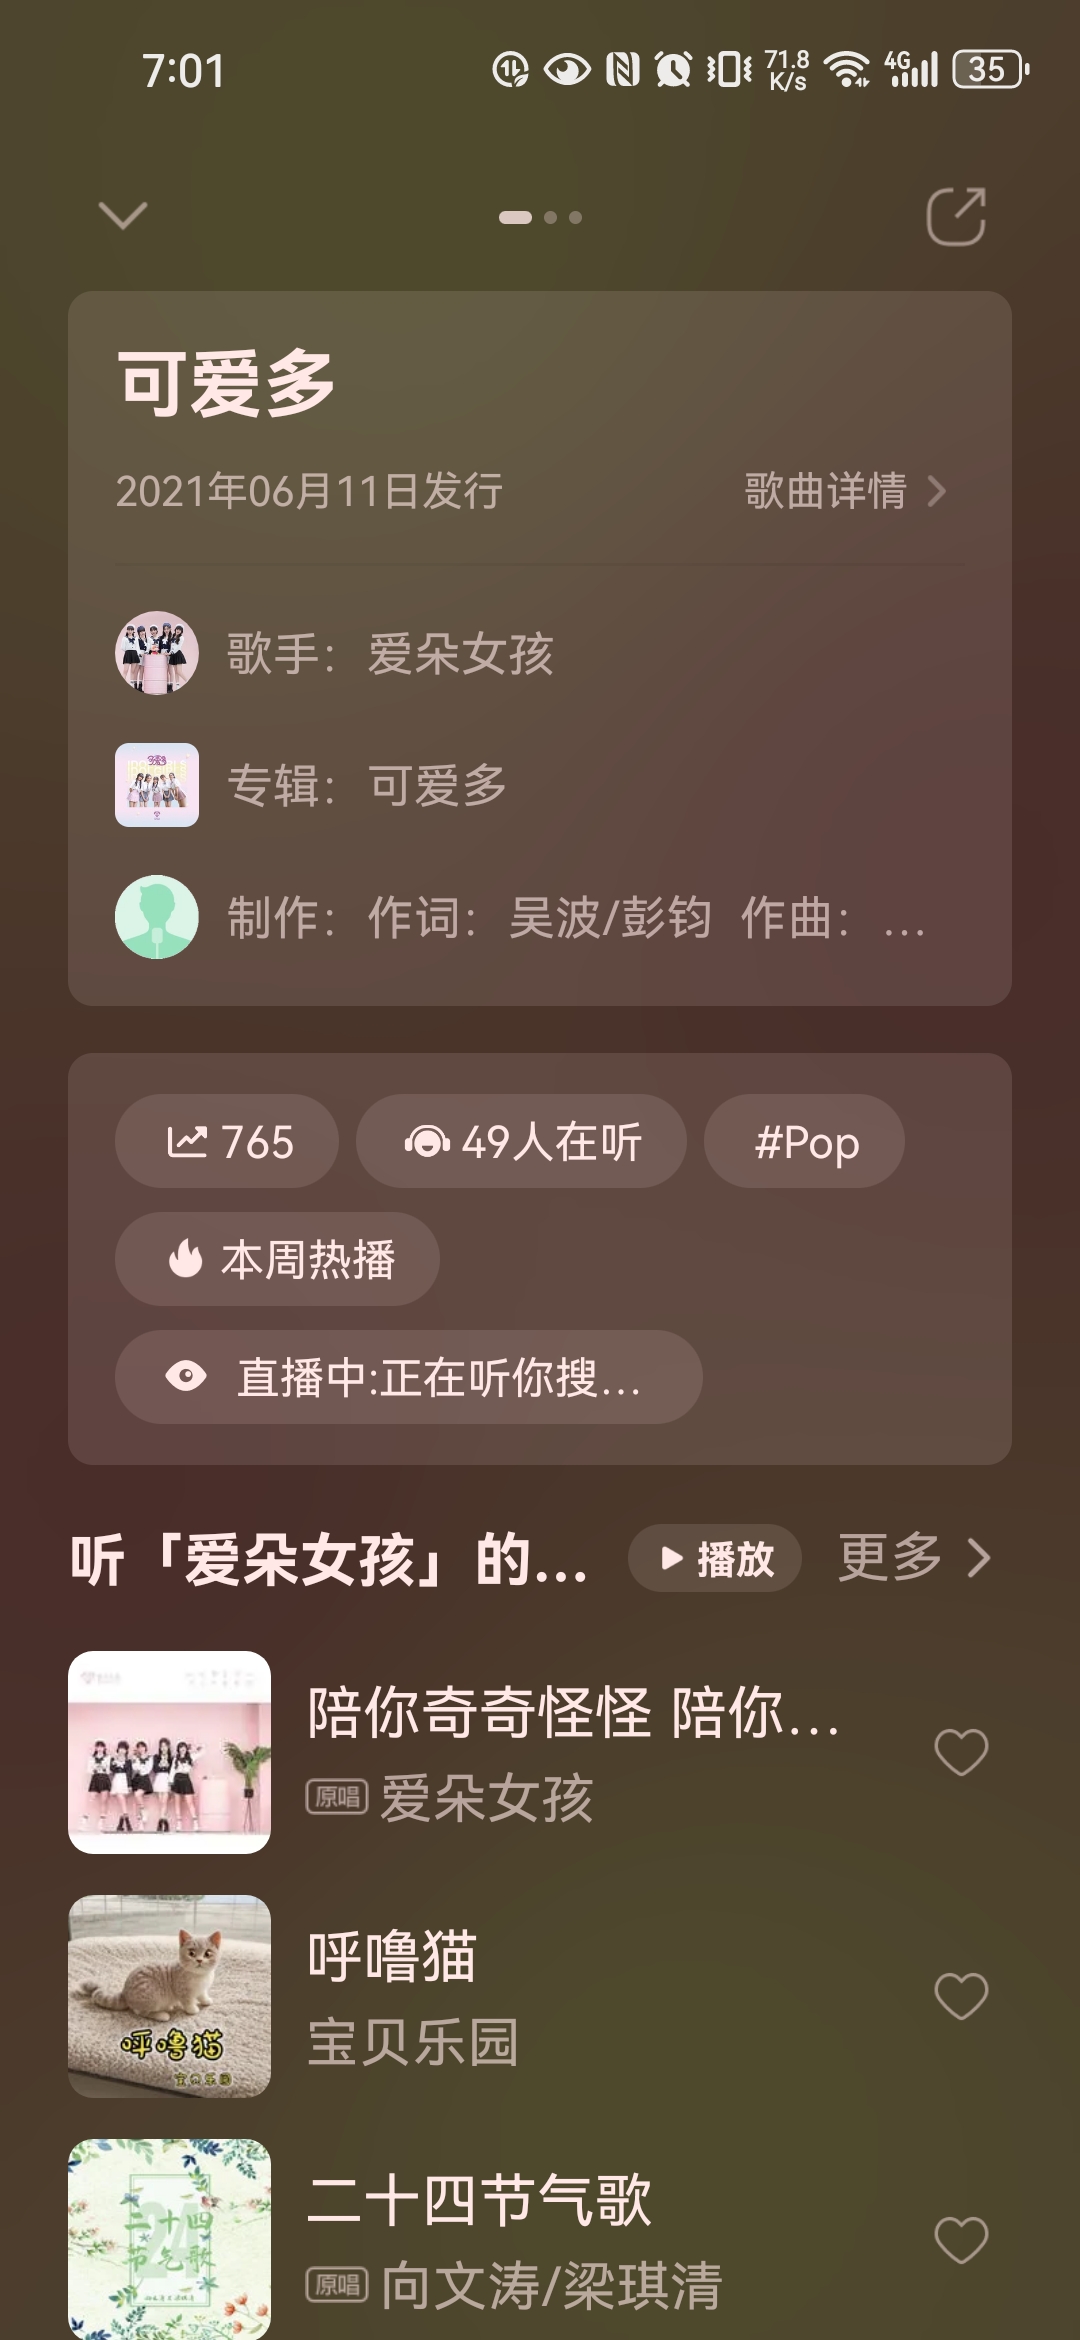 7:01
71.8 K/s
4G
35
可爱多
2021年06月11日发行
歌曲详情
歌手：爱朵女孩
专辑：可爱多
制作：作词：吴波/彭钧 作曲：...
765
49人在听
#Pop
本周热播
直播中:正在听你搜...
听「爱朵女孩」的...
播放
更多
陪你奇奇怪怪 陪你...
原唱 爱朵女孩
呼噜猫
呼噜猫
宝贝乐园
二十四节气歌
二十四
节气歌
24
原唱 向文涛/梁琪清